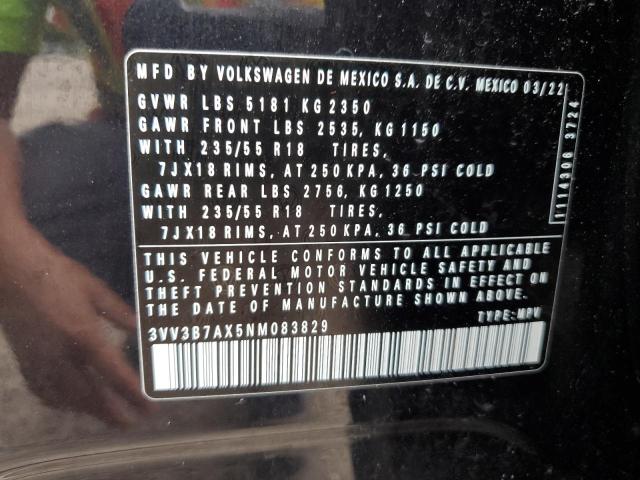 MFD BY VOLKSWAGEN DE MEXICO S.A. DE C.V. MEXICO 03/22
GVWR LBS 5181 KG 2350
GAWR FRONT LBS 2535, KG 1150
WITH 235/55 R18 TIRES,
7JX18 RIMS, AT 250 KPA, 36 PSI COLD
GAWR REAR LBS 2756, KG 1250
WITH 235/55 R18 TIRES,
7JX18 RIMS, AT 250 KPA, 36 PSI COLD
1114306 3724
THIS VEHICLE CONFORMS TO ALL APPLICABLE
U.S. FEDERAL MOTOR VEHICLE SAFETY AND
THEFT PREVENTION STANDARDS IN EFFECT ON
THE DATE OF MANUFACTURE SHOWN ABOVE.
3VV3B7AX5NM083829 TYPE:MPV